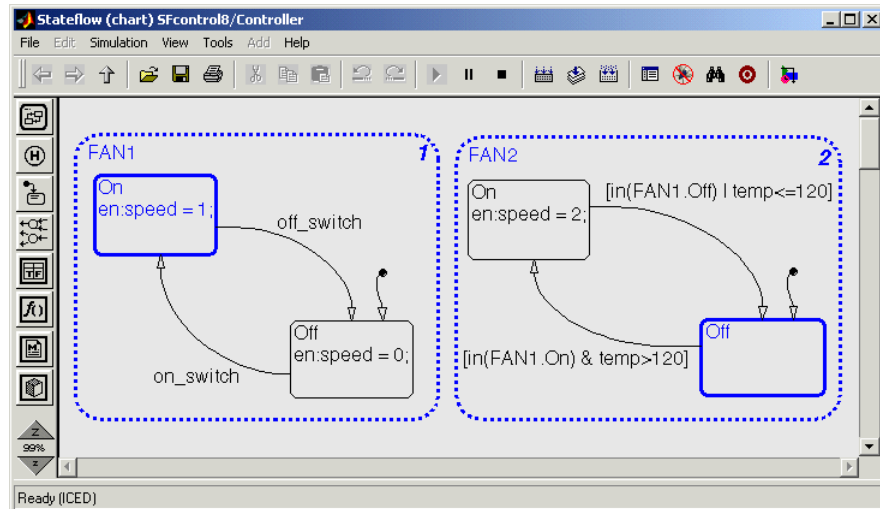 Stateflow (chart) SFcontrol8/Controller
File Edit Simulation View Tools Add Help
FAN1
1
On
en:speed = 1;
off_switch
Off
en:speed = 0;
on_switch
FAN2
2
On
en:speed = 2;
[in(FAN1.Off) | temp<=120]
Off
[in(FAN1.On) & temp>120]
H
TF
f()
M
Z
99%
z
Ready (ICED)